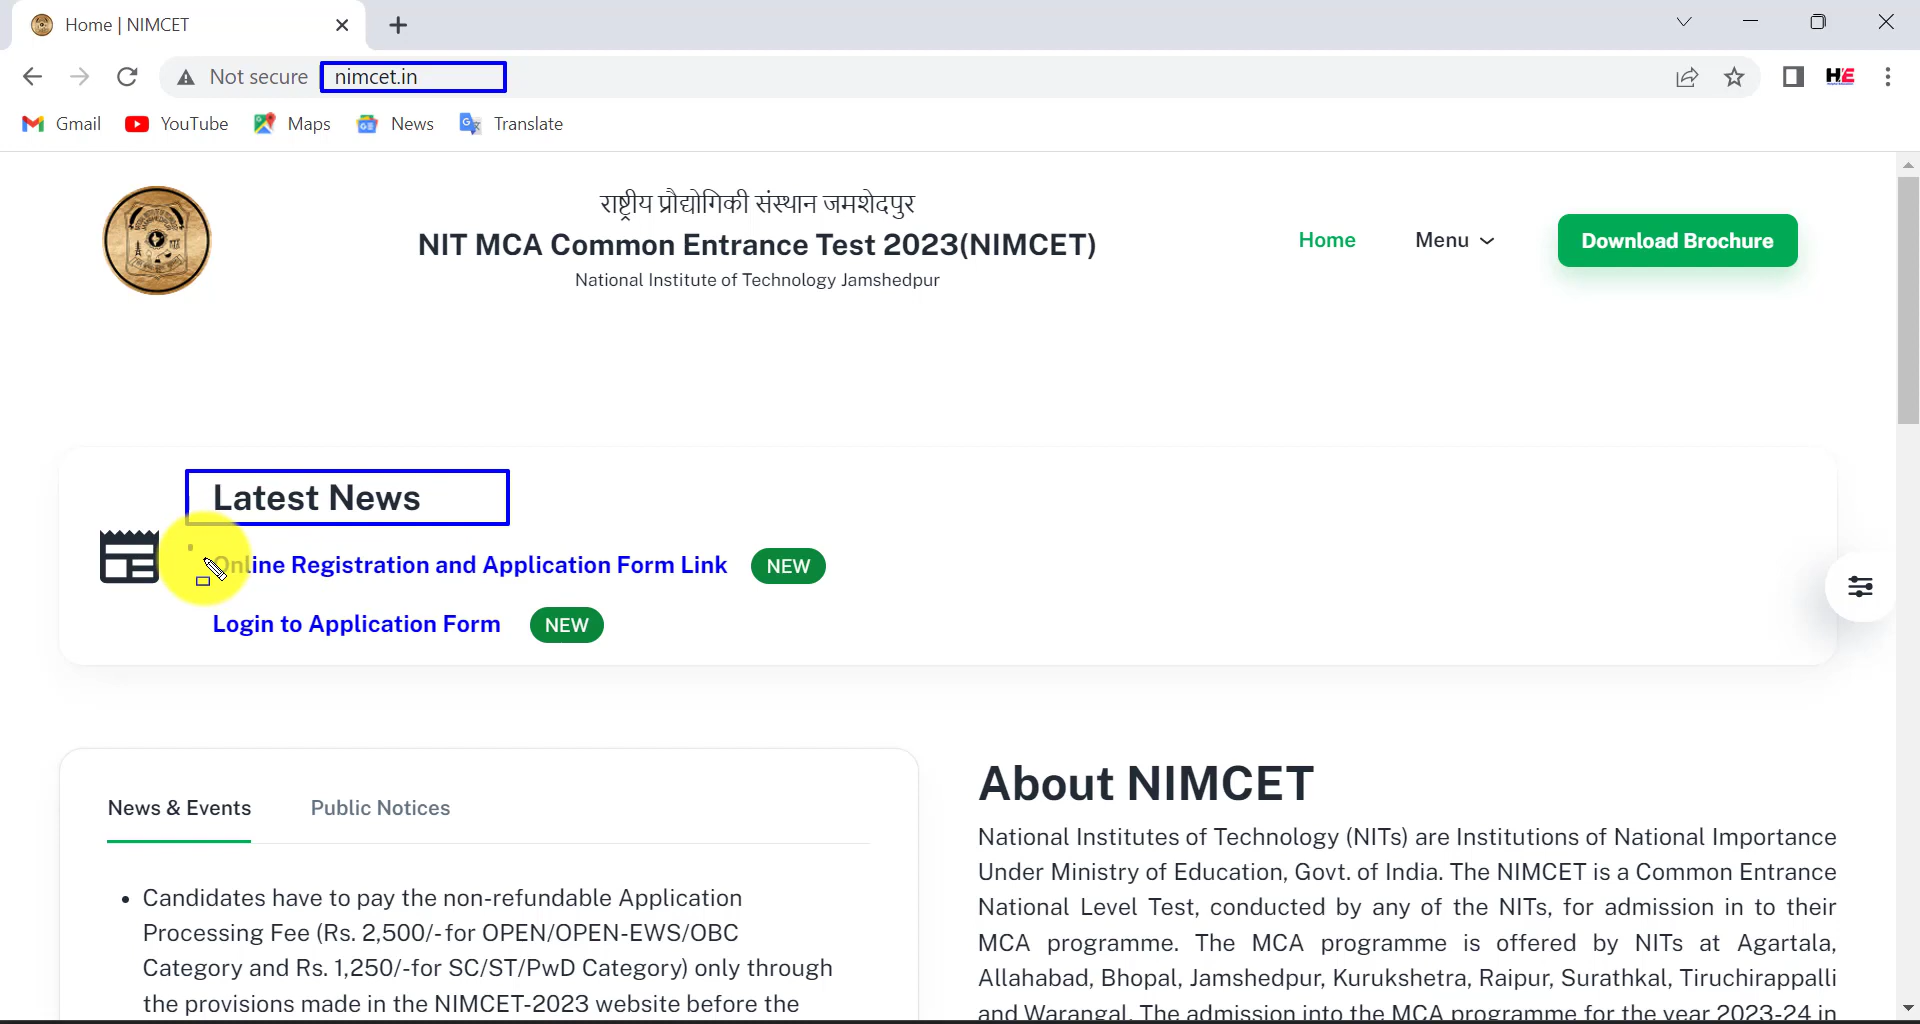 Home | NIMCET
Not secure nimcet.in
Gmail YouTube Maps News Translate
राष्ट्रीय प्रौद्योगिकी संस्थान जमशेदपुर
NIT MCA Common Entrance Test 2023(NIMCET)
National Institute of Technology Jamshedpur
Home Menu Download Brochure
Latest News
Online Registration and Application Form Link NEW
Login to Application Form NEW
News & Events Public Notices
• Candidates have to pay the non-refundable Application
Processing Fee (Rs. 2,500/-for OPEN/OPEN-EWS/OBC
Category and Rs. 1,250/-for SC/ST/PwD Category) only through
the provisions made in the NIMCET-2023 website before the
About NIMCET
National Institutes of Technology (NITs) are Institutions of National Importance
Under Ministry of Education, Govt. of India. The NIMCET is a Common Entrance
National Level Test, conducted by any of the NITs, for admission in to their
MCA programme. The MCA programme is offered by NITs at Agartala,
Allahabad, Bhopal, Jamshedpur, Kurukshetra, Raipur, Surathkal, Tiruchirappalli
and Warangal. The admission into the MCA programme for the year 2023-24 in